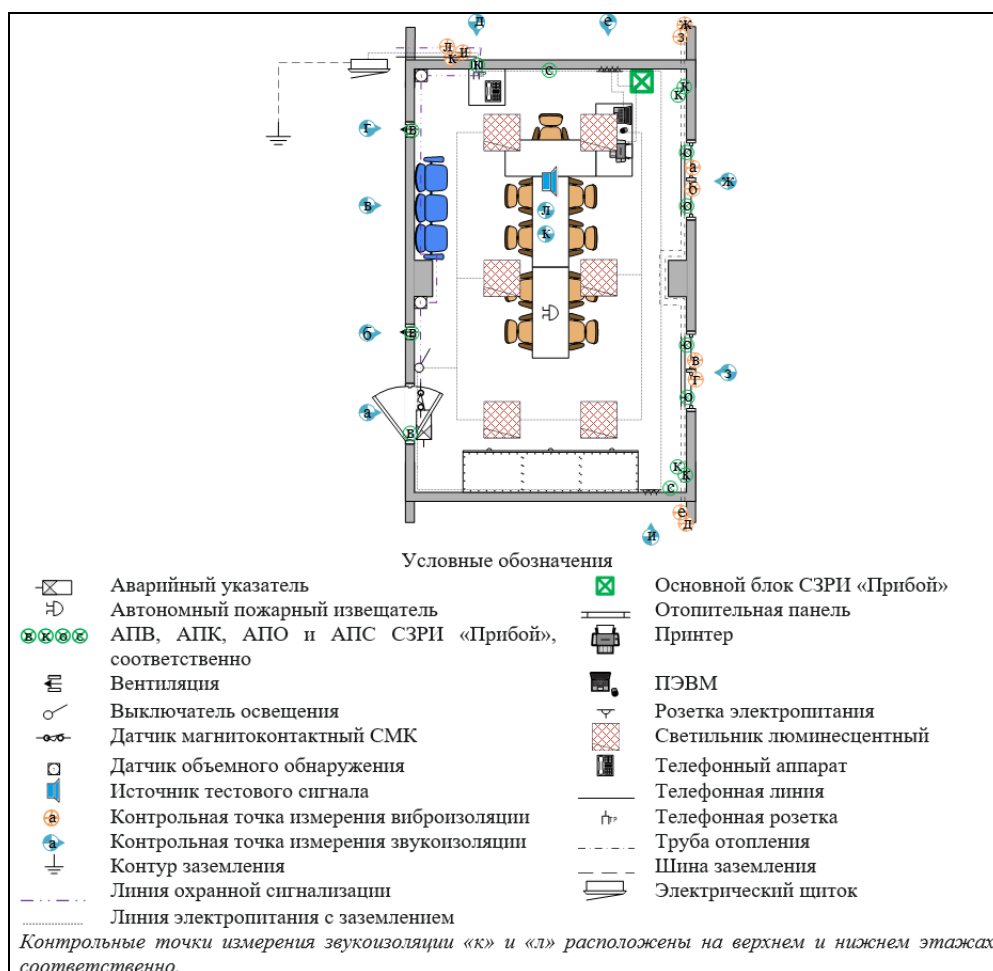 д е ж
з
л
и
к
ю с
к
к
г в
о
а
ж
б
в о
л
к
о
б в в
з
г
о
а
в
к
к
с
е
д
и
Условные обозначения
Аварийный указатель
Основной блок СЗРИ «Прибой»
Автономный пожарный извещатель
Отопительная панель
в к о с АПВ, АПК, АПО и АПС СЗРИ «Прибой»,
соответственно
Принтер
Вентиляция
ПЭВМ
Выключатель освещения
Розетка электропитания
Датчик магнитоконтактный СМК
Светильник люминесцентный
Датчик объемного обнаружения
Телефонный аппарат
Источник тестового сигнала
Телефонная линия
а Контрольная точка измерения виброизоляции
ТР Телефонная розетка
а Контрольная точка измерения звукоизоляции
Труба отопления
Контур заземления
Шина заземления
Линия охранной сигнализации
Электрический щиток
Линия электропитания с заземлением
Контрольные точки измерения звукоизоляции «к» и «л» расположены на верхнем и нижнем этажах
соответственно.